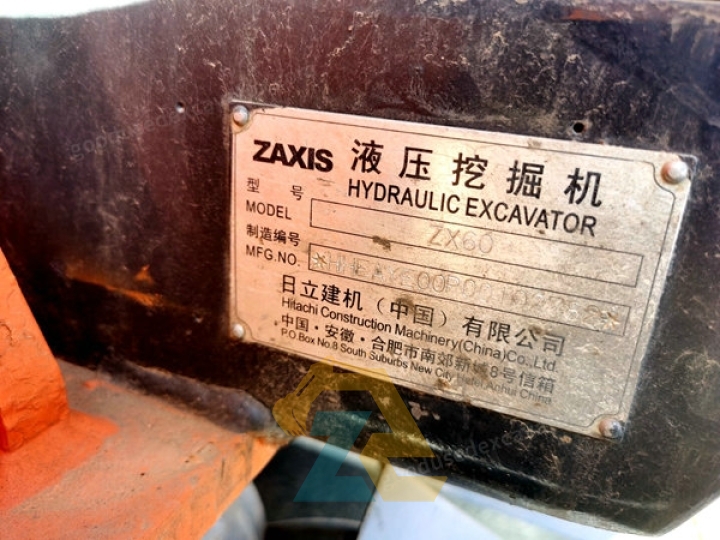 ZAXIS 液压挖掘机
HYDRAULIC EXCAVATOR
型 号
MODEL ZX60
制造编号
MFG.NO.
日立建机（中国）有限公司
Hitachi Construction Machinery(China)Co.,Ltd.
中国·安徽·合肥市南郊新城8号信箱
P.O.Box No.8 South Suburbs New City Hefei,Anhui China